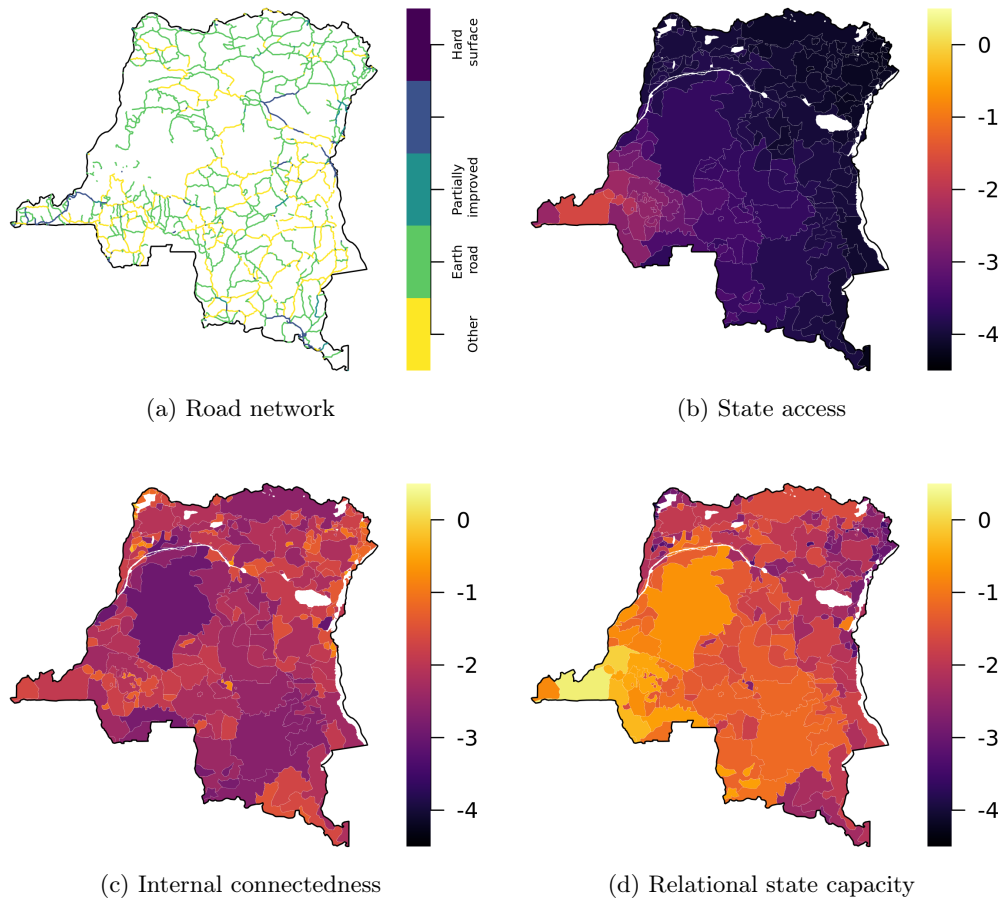 Hard
surface
Partially
improved
Earth
road
Other
(a) Road network
0
-1
-2
-3
-4
(b) State access
0
-1
-2
-3
-4
(c) Internal connectedness
0
-1
-2
-3
-4
(d) Relational state capacity